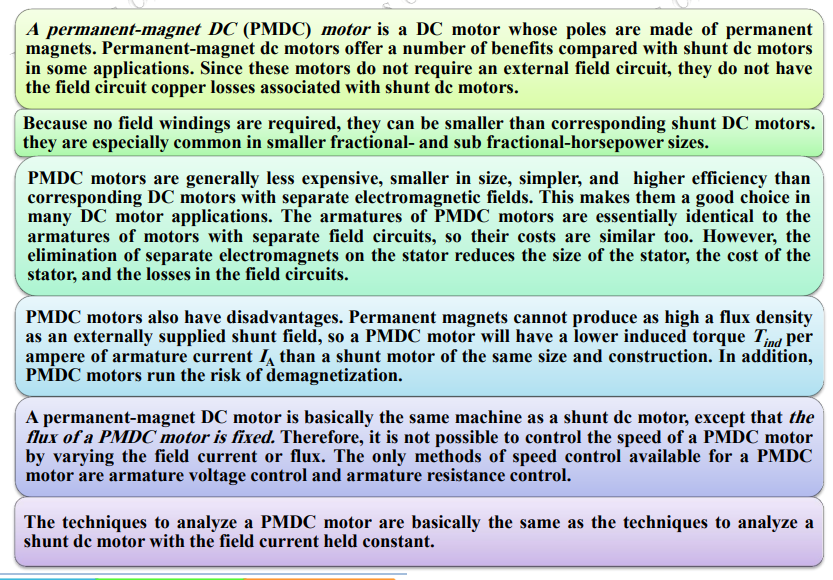 A permanent-magnet DC (PMDC) motor is a DC motor whose poles are made of permanent
magnets. Permanent-magnet dc motors offer a number of benefits compared with shunt dc motors
in some applications. Since these motors do not require an external field circuit, they do not have
the field circuit copper losses associated with shunt dc motors.
Because no field windings are required, they can be smaller than corresponding shunt DC motors.
they are especially common in smaller fractional- and sub fractional-horsepower sizes.
PMDC motors are generally less expensive, smaller in size, simpler, and higher efficiency than
corresponding DC motors with separate electromagnetic fields. This makes them a good choice in
many DC motor applications. The armatures of PMDC motors are essentially identical to the
armatures of motors with separate field circuits, so their costs are similar too. However, the
elimination of separate electromagnets on the stator reduces the size of the stator, the cost of the
stator, and the losses in the field circuits.
PMDC motors also have disadvantages. Permanent magnets cannot produce as high a flux density
as an externally supplied shunt field, so a PMDC motor will have a lower induced torque Tind per
ampere of armature current IA than a shunt motor of the same size and construction. In addition,
PMDC motors run the risk of demagnetization.
A permanent-magnet DC motor is basically the same machine as a shunt dc motor, except that the
flux of a PMDC motor is fixed. Therefore, it is not possible to control the speed of a PMDC motor
by varying the field current or flux. The only methods of speed control available for a PMDC
motor are armature voltage control and armature resistance control.
The techniques to analyze a PMDC motor are basically the same as the techniques to analyze a
shunt dc motor with the field current held constant.